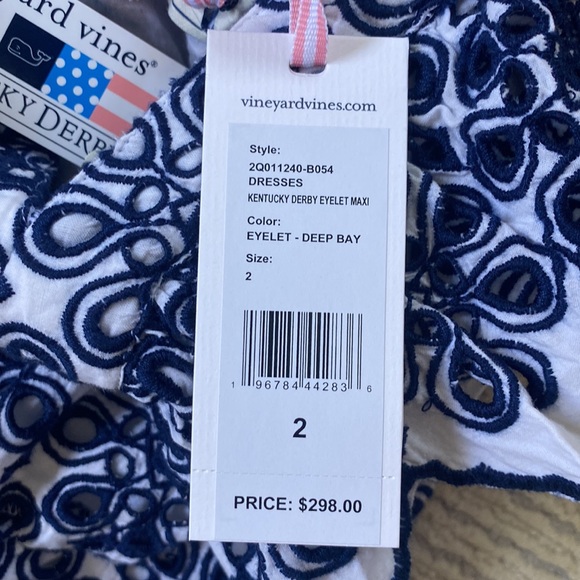 ard vines®
KY DERB
vineyardvines.com
Style:
2Q011240-B054
DRESSES
KENTUCKY DERBY EYELET MAXI
Color:
EYELET - DEEP BAY
Size:
2
1 96784 44283 6
2
PRICE: $298.00